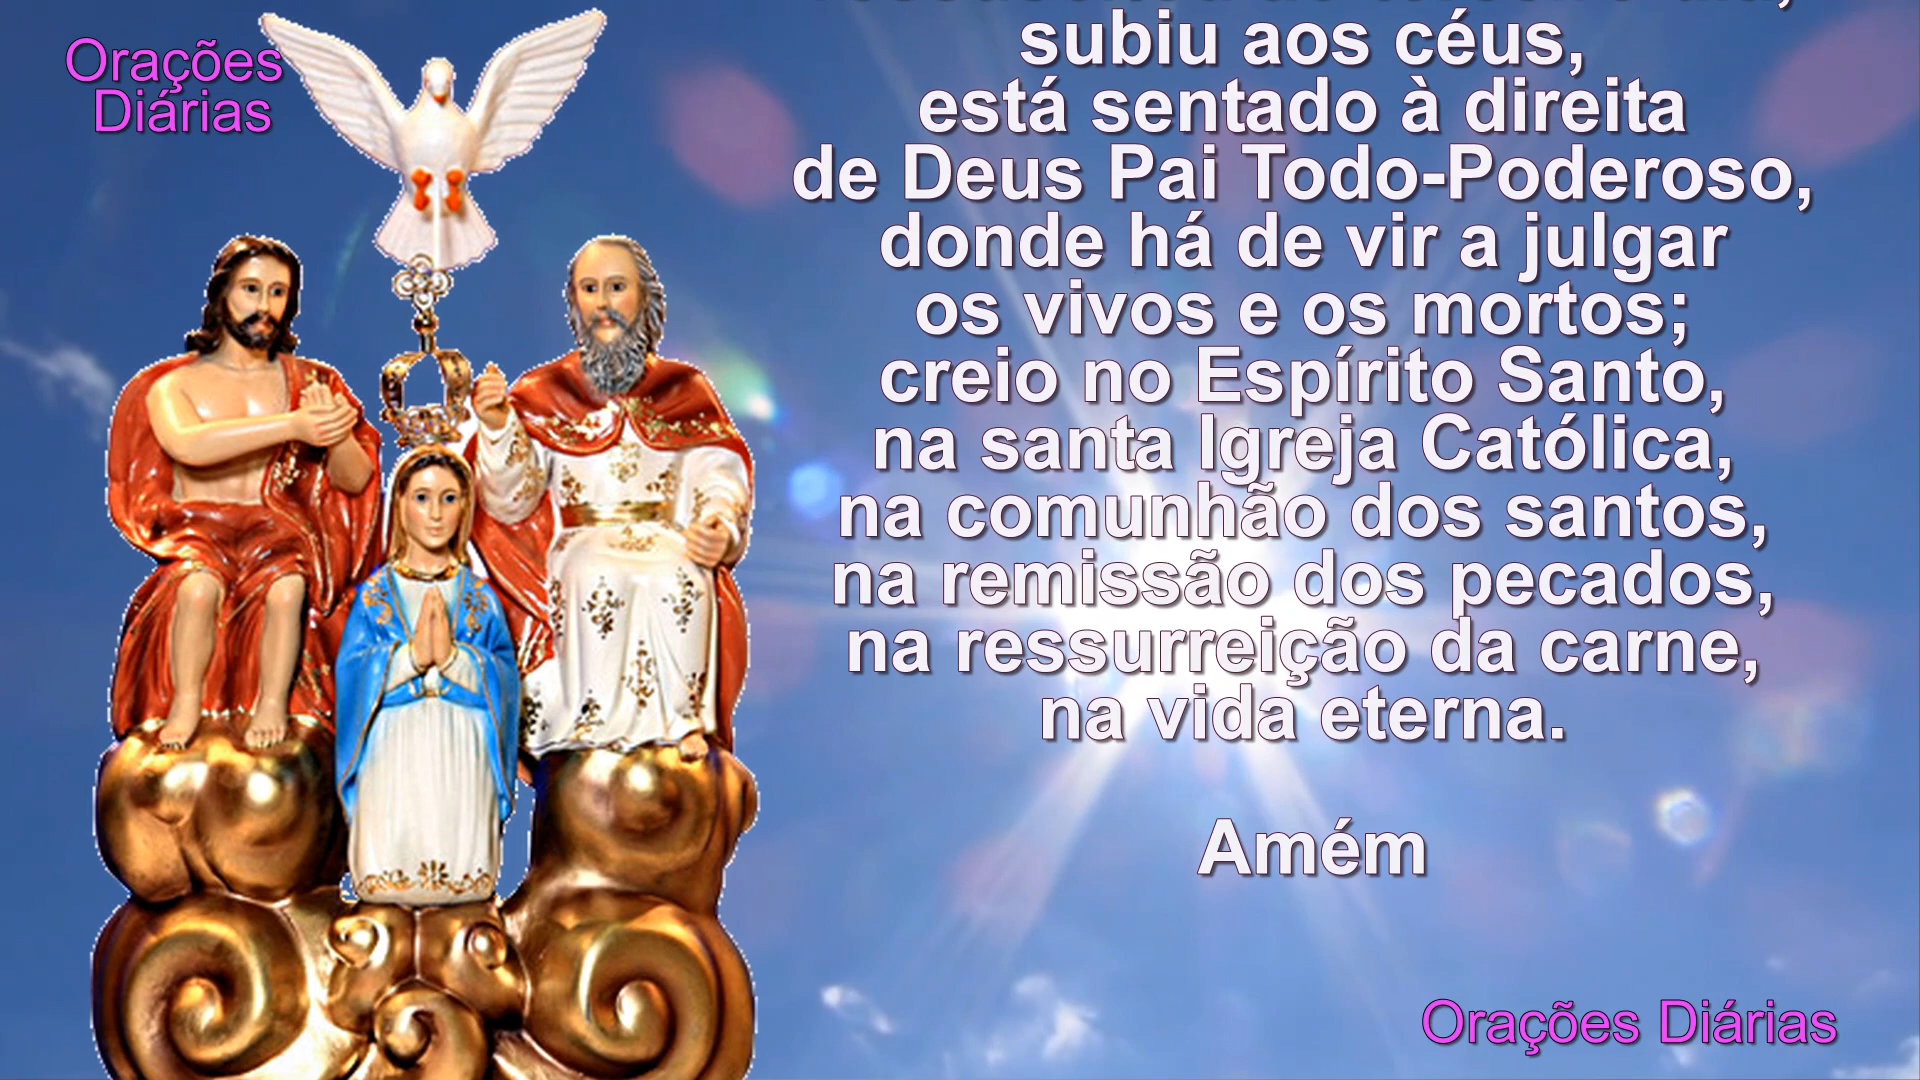 Orações
Diárias
subiu aos céus,
está sentado à direita
de Deus Pai Todo-Poderoso,
donde há de vir a julgar
os vivos e os mortos;
creio no Espírito Santo,
na santa Igreja Católica,
na comunhão dos santos,
na remissão dos pecados,
na ressurreição da carne,
na vida eterna.
Amém
Orações Diárias